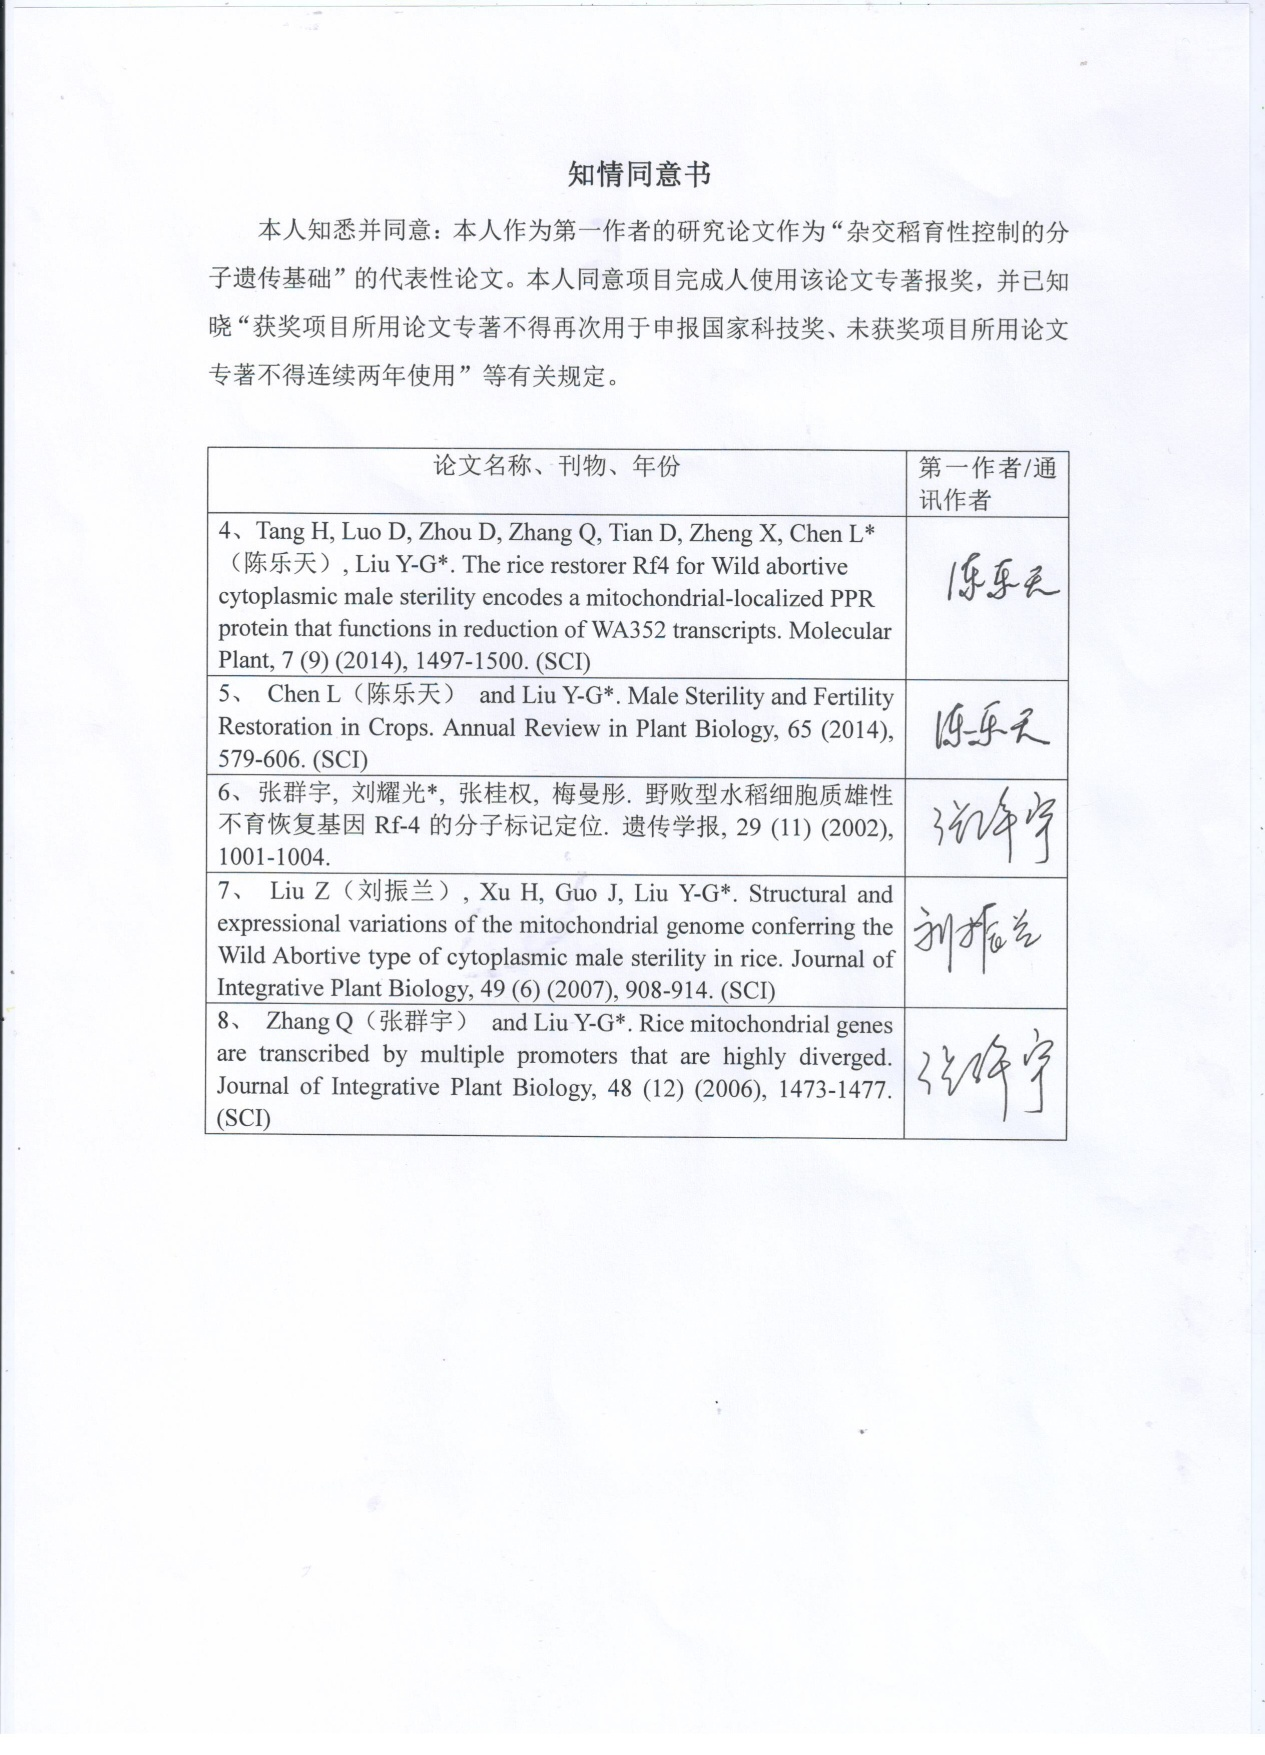 知情同意书
本人知悉并同意：本人作为第一作者的研究论文作为“杂交稻育性控制的分
子遗传基础”的代表性论文。本人同意项目完成人使用该论文专著报奖，并已知
晓“获奖项目所用论文专著不得再次用于申报国家科技奖、未获奖项目所用论文
专著不得连续两年使用”等有关规定。
论文名称、刊物、年份
第一作者/通
讯作者
4、Tang H, Luo D, Zhou D, Zhang Q, Tian D, Zheng X, Chen L*
（陈乐天）, Liu Y-G*. The rice restorer Rf4 for Wild abortive
cytoplasmic male sterility encodes a mitochondrial-localized PPR
protein that functions in reduction of WA352 transcripts. Molecular
Plant, 7 (9) (2014), 1497-1500. (SCI)
陈乐天
5、 Chen L（陈乐天） and Liu Y-G*. Male Sterility and Fertility
Restoration in Crops. Annual Review in Plant Biology, 65 (2014),
579-606. (SCI)
陈乐天
6、张群宇, 刘耀光*, 张桂权, 梅曼彤. 野败型水稻细胞质雄性
不育恢复基因 Rf-4 的分子标记定位. 遗传学报, 29 (11) (2002),
1001-1004.
张群宇
7、 Liu Z（刘振兰）, Xu H, Guo J, Liu Y-G*. Structural and
expressional variations of the mitochondrial genome conferring the
Wild Abortive type of cytoplasmic male sterility in rice. Journal of
Integrative Plant Biology, 49 (6) (2007), 908-914. (SCI)
刘振兰
8、 Zhang Q（张群宇） and Liu Y-G*. Rice mitochondrial genes
are transcribed by multiple promoters that are highly diverged.
Journal of Integrative Plant Biology, 48 (12) (2006), 1473-1477.
(SCI)
张群宇